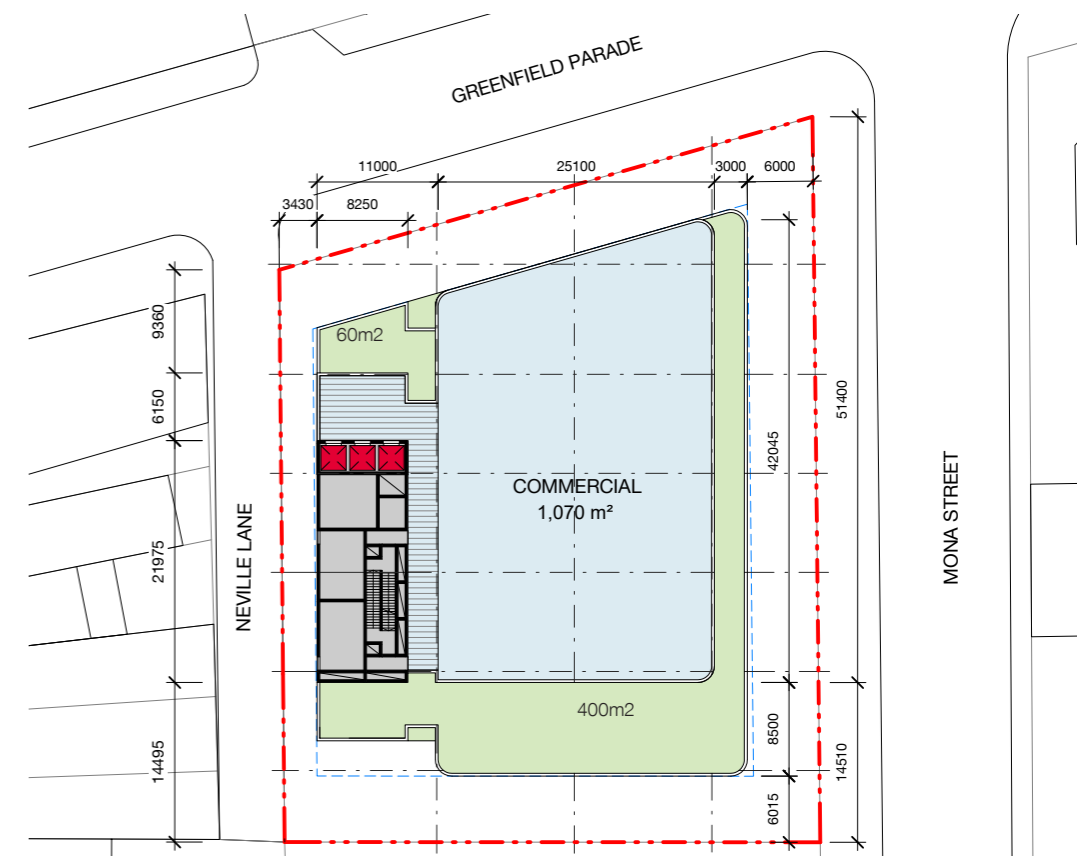 GREENFIELD PARADE
11000
25100
3000
6000
3430
8250
9360
60m2
6150
51400
42045
COMMERCIAL
1,070 m²
MONA STREET
NEVILLE LANE
21975
400m2
8500
14510
14495
6015